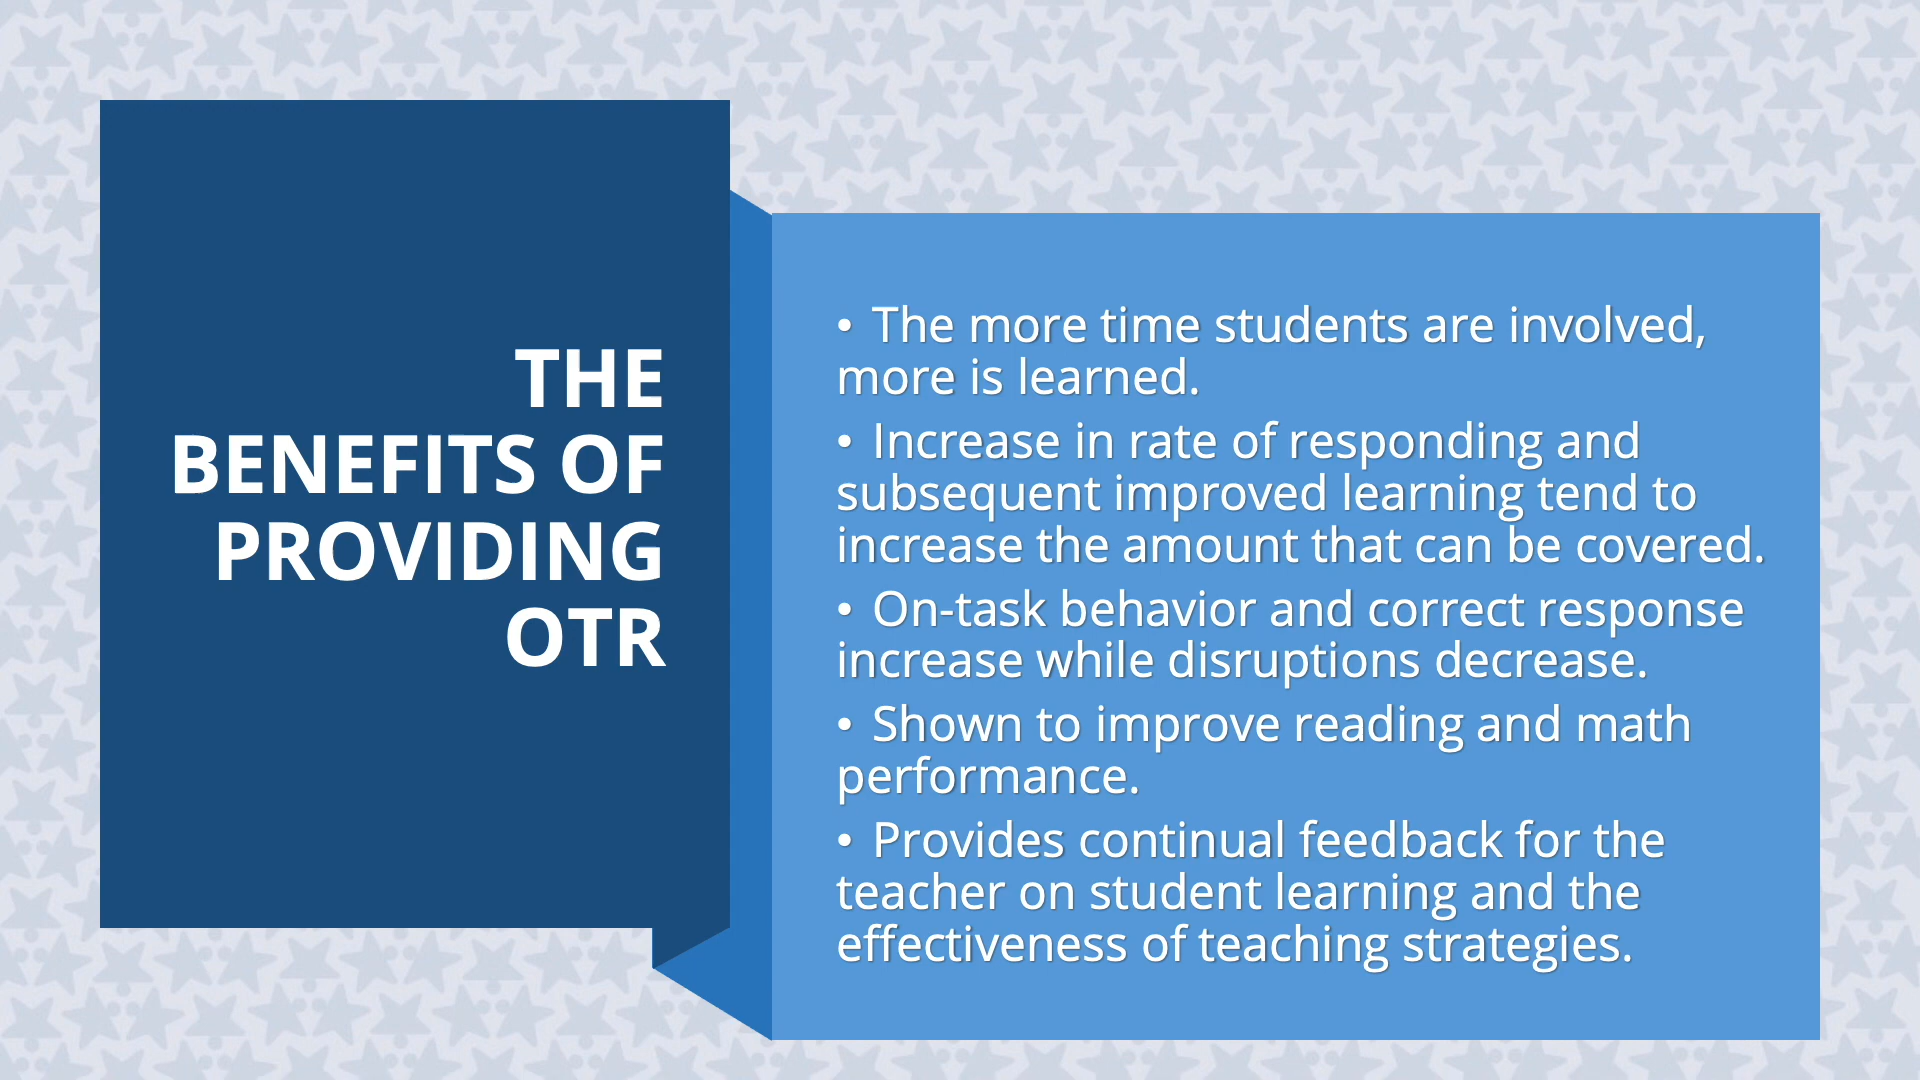 THE
BENEFITS OF
PROVIDING
OTR
• The more time students are involved,
more is learned.
• Increase in rate of responding and
subsequent improved learning tend to
increase the amount that can be covered.
• On-task behavior and correct response
increase while disruptions decrease.
• Shown to improve reading and math
performance.
• Provides continual feedback for the
teacher on student learning and the
effectiveness of teaching strategies.